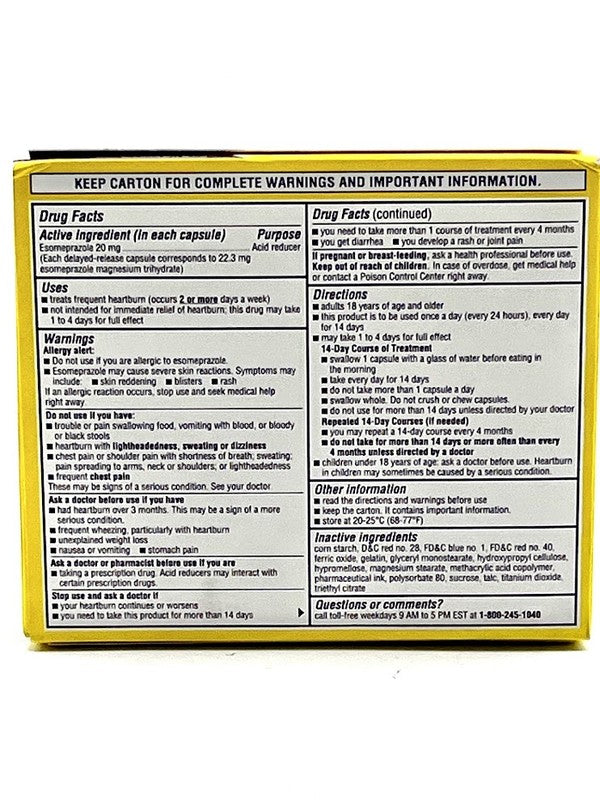 KEEP CARTON FOR COMPLETE WARNINGS AND IMPORTANT INFORMATION.
Drug Facts
Active ingredient (in each capsule) Purpose
Esomeprazole 20 mg Acid reducer
(Each delayed-release capsule corresponds to 22.3 mg
esomeprazole magnesium trihydrate)
Uses
■ treats frequent heartburn (occurs 2 or more days a week)
■ not intended for immediate relief of heartburn; this drug may take
1 to 4 days for full effect
Warnings
Allergy alert:
■ Do not use if you are allergic to esomeprazole.
■ Esomeprazole may cause severe skin reactions. Symptoms may
include: ■ skin reddening ■ blisters ■ rash
If an allergic reaction occurs, stop use and seek medical help
right away.
Do not use if you have:
■ trouble or pain swallowing food, vomiting with blood, or bloody
or black stools
■ heartburn with lightheadedness, sweating or dizziness
■ chest pain or shoulder pain with shortness of breath; sweating;
pain spreading to arms, neck or shoulders; or lightheadedness
■ frequent chest pain
These may be signs of a serious condition. See your doctor.
Ask a doctor before use if you have
■ had heartburn over 3 months. This may be a sign of a more
serious condition.
■ frequent wheezing, particularly with heartburn
■ unexplained weight loss
■ nausea or vomiting ■ stomach pain
Ask a doctor or pharmacist before use if you are
■ taking a prescription drug. Acid reducers may interact with
certain prescription drugs.
Stop use and ask a doctor if
■ your heartburn continues or worsens
■ you need to take this product for more than 14 days
Drug Facts (continued)
■ you need to take more than 1 course of treatment every 4 months
■ you get diarrhea ■ you develop a rash or joint pain
If pregnant or breast-feeding, ask a health professional before use.
Keep out of reach of children. In case of overdose, get medical help
or contact a Poison Control Center right away.
Directions
■ adults 18 years of age and older
■ this product is to be used once a day (every 24 hours), every day
for 14 days
■ may take 1 to 4 days for full effect
14-Day Course of Treatment
■ swallow 1 capsule with a glass of water before eating in
the morning
■ take every day for 14 days
■ do not take more than 1 capsule a day
■ swallow whole. Do not crush or chew capsules.
■ do not use for more than 14 days unless directed by your doctor
Repeated 14-Day Courses (if needed)
■ you may repeat a 14-day course every 4 months
■ do not take for more than 14 days or more often than every
4 months unless directed by a doctor
■ children under 18 years of age: ask a doctor before use. Heartburn
in children may sometimes be caused by a serious condition.
Other information
■ read the directions and warnings before use
■ keep the carton. It contains important information.
■ store at 20-25°C (68-77°F)
Inactive ingredients
corn starch, D&C red no. 28, FD&C blue no. 1, FD&C red no. 40,
ferric oxide, gelatin, glyceryl monostearate, hydroxypropyl cellulose,
hypromellose, magnesium stearate, methacrylic acid copolymer,
pharmaceutical ink, polysorbate 80, sucrose, talc, titanium dioxide,
triethyl citrate
Questions or comments?
call toll-free weekdays 9 AM to 5 PM EST at 1-800-245-1040